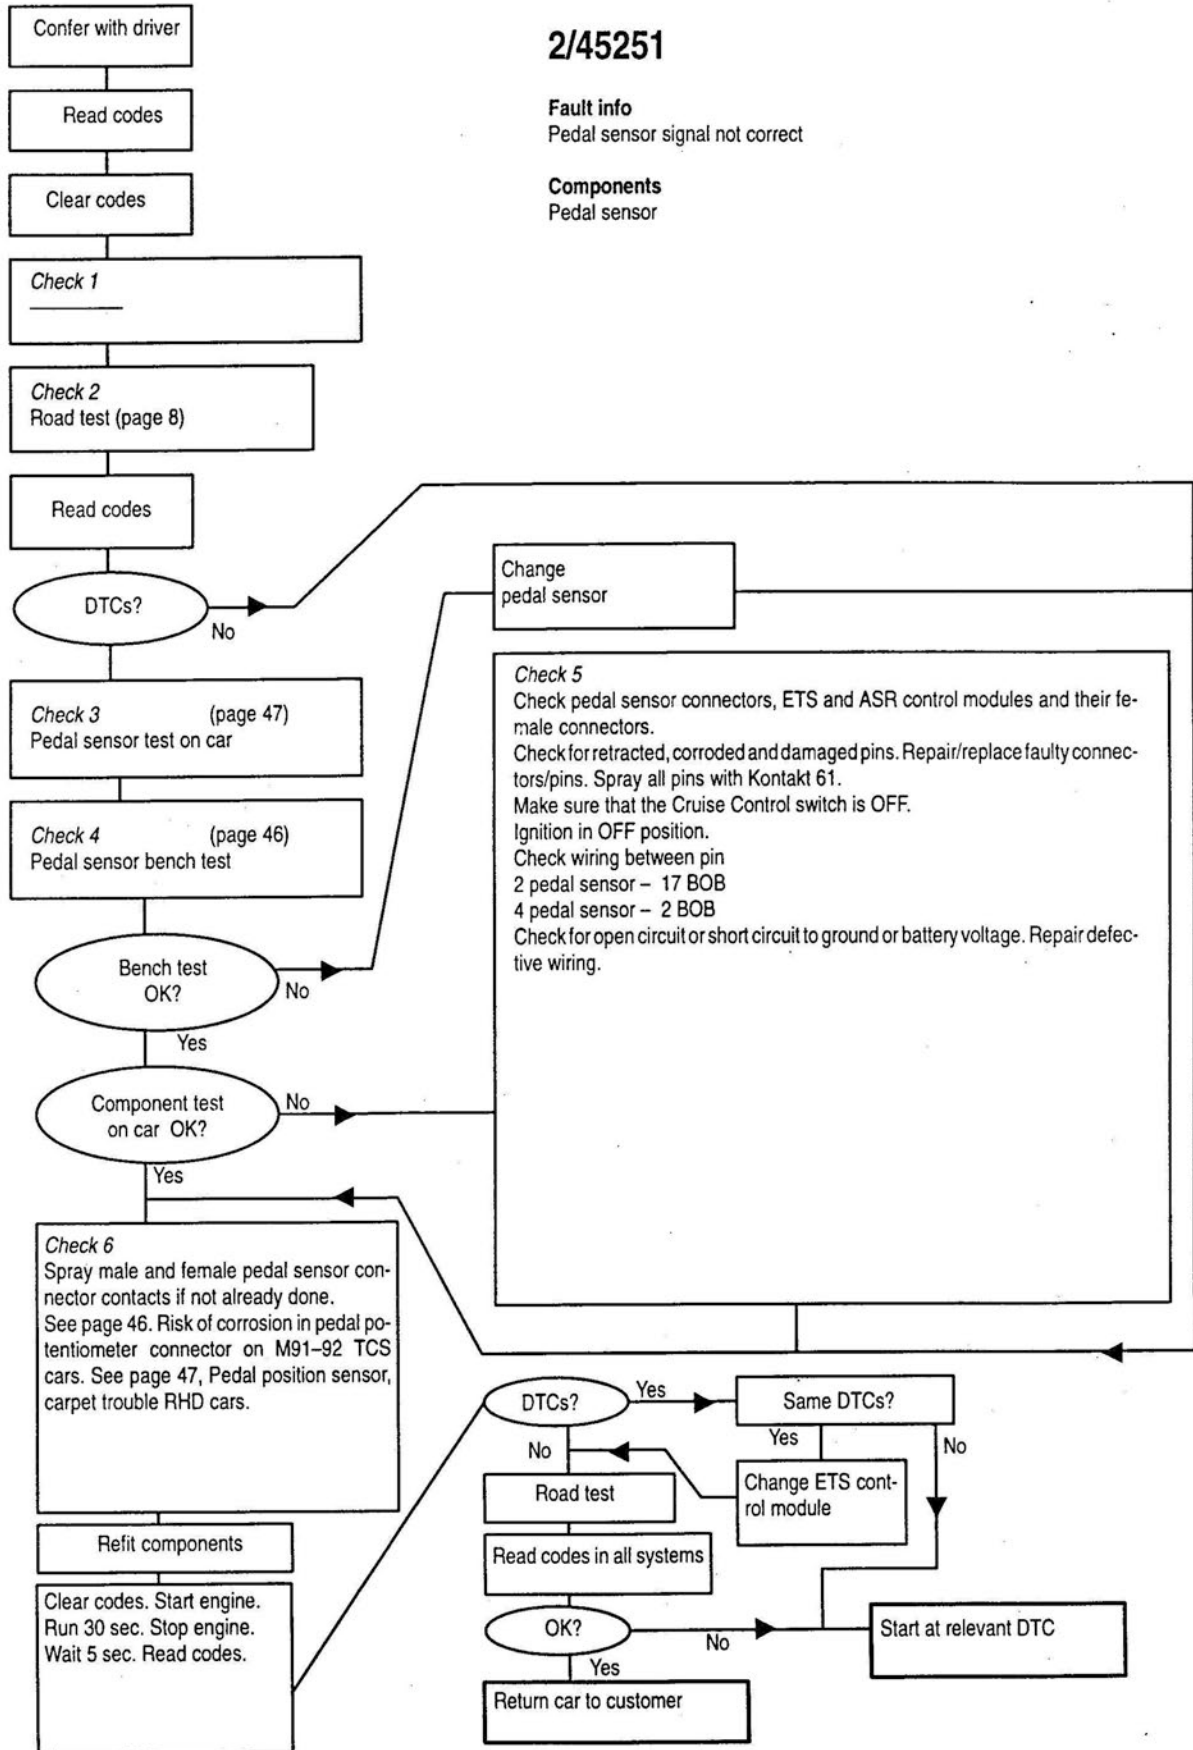 Confer with driver
2/45251
Read codes
Fault info
Pedal sensor signal not correct
Clear codes
Components
Pedal sensor
Check 1
Check 2
Road test (page 8)
Read codes
DTCs?
No
Change
pedal sensor
Check 3 (page 47)
Pedal sensor test on car
Check 4 (page 46)
Pedal sensor bench test
Bench test
OK?
No
Yes
Component test
on car OK?
No
Yes
Check 5
Check pedal sensor connectors, ETS and ASR control modules and their fe-
male connectors.
Check for retracted, corroded and damaged pins. Repair/replace faulty connec-
tors/pins. Spray all pins with Kontakt 61.
Make sure that the Cruise Control switch is OFF.
Ignition in OFF position.
Check wiring between pin
2 pedal sensor – 17 BOB
4 pedal sensor – 2 BOB
Check for open circuit or short circuit to ground or battery voltage. Repair defec-
tive wiring.
Check 6
Spray male and female pedal sensor con-
nector contacts if not already done.
See page 46. Risk of corrosion in pedal po-
tentiometer connector on M91–92 TCS
cars. See page 47, Pedal position sensor,
carpet trouble RHD cars.
Refit components
Clear codes. Start engine.
Run 30 sec. Stop engine.
Wait 5 sec. Read codes.
DTCs?
Yes
Same DTCs?
No
Yes
No
Road test
Change ETS cont-
rol module
Read codes in all systems
OK?
No
Start at relevant DTC
Yes
Return car to customer